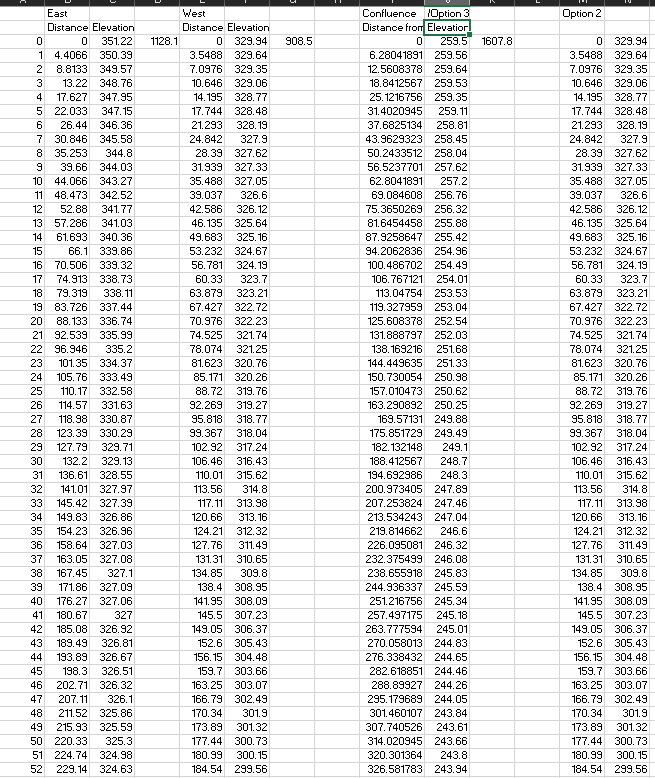 East West Confluence /Option 3 Option 2
Distance Elevation Distance Elevation Distance from Elevation
0 0 351.22 1128.1 0 329.94 908.5 0 259.5 1607.8 0 329.94
1 4.4066 350.39 3.5488 329.64 6.28041891 259.56 3.5488 329.64
2 8.8133 349.57 7.0976 329.35 12.5608378 259.64 7.0976 329.35
3 13.22 348.76 10.646 329.06 18.8412567 259.53 10.646 329.06
4 17.627 347.95 14.195 328.77 25.1216756 259.35 14.195 328.77
5 22.033 347.15 17.744 328.48 31.4020945 259.11 17.744 328.48
6 26.44 346.36 21.293 328.19 37.6825134 258.81 21.293 328.19
7 30.846 345.58 24.842 327.9 43.9629323 258.45 24.842 327.9
8 35.253 344.8 28.39 327.62 50.2433512 258.04 28.39 327.62
9 39.66 344.03 31.939 327.33 56.5237701 257.62 31.939 327.33
10 44.066 343.27 35.488 327.05 62.8041891 257.2 35.488 327.05
11 48.473 342.52 39.037 326.6 69.084608 256.76 39.037 326.6
12 52.88 341.77 42.586 326.12 75.3650269 256.32 42.586 326.12
13 57.286 341.03 46.135 325.64 81.6454458 255.88 46.135 325.64
14 61.693 340.36 49.683 325.16 87.9258647 255.42 49.683 325.16
15 66.1 339.86 53.232 324.67 94.2062836 254.96 53.232 324.67
16 70.506 339.32 56.781 324.19 100.486702 254.49 56.781 324.19
17 74.913 338.73 60.33 323.7 106.767121 254.01 60.33 323.7
18 79.319 338.11 63.879 323.21 113.04754 253.53 63.879 323.21
19 83.726 337.44 67.427 322.72 119.327959 253.04 67.427 322.72
20 88.133 336.74 70.976 322.23 125.608378 252.54 70.976 322.23
21 92.539 335.99 74.525 321.74 131.888797 252.03 74.525 321.74
22 96.946 335.2 78.074 321.25 138.169216 251.68 78.074 321.25
23 101.35 334.37 81.623 320.76 144.449635 251.33 81.623 320.76
24 105.76 333.49 85.171 320.26 150.730054 250.98 85.171 320.26
25 110.17 332.58 88.72 319.76 157.010473 250.62 88.72 319.76
26 114.57 331.63 92.269 319.27 163.290892 250.25 92.269 319.27
27 118.98 330.87 95.818 318.77 169.57131 249.88 95.818 318.77
28 123.39 330.29 99.367 318.04 175.851729 249.49 99.367 318.04
29 127.79 329.71 102.92 317.24 182.132148 249.1 102.92 317.24
30 132.2 329.13 106.46 316.43 188.412567 248.7 106.46 316.43
31 136.61 328.55 110.01 315.62 194.692986 248.3 110.01 315.62
32 141.01 327.97 113.56 314.8 200.973405 247.89 113.56 314.8
33 145.42 327.39 117.11 313.98 207.253824 247.46 117.11 313.98
34 149.83 326.86 120.66 313.16 213.534243 247.04 120.66 313.16
35 154.23 326.96 124.21 312.32 219.814662 246.6 124.21 312.32
36 158.64 327.03 127.76 311.49 226.095081 246.32 127.76 311.49
37 163.05 327.08 131.31 310.65 232.375499 246.08 131.31 310.65
38 167.45 327.1 134.85 309.8 238.655918 245.83 134.85 309.8
39 171.86 327.09 138.4 308.95 244.936337 245.59 138.4 308.95
40 176.27 327.06 141.95 308.09 251.216756 245.34 141.95 308.09
41 180.67 327 145.5 307.23 257.497175 245.18 145.5 307.23
42 185.08 326.92 149.05 306.37 263.777594 245.01 149.05 306.37
43 189.49 326.81 152.6 305.43 270.058013 244.83 152.6 305.43
44 193.89 326.67 156.15 304.48 276.338432 244.65 156.15 304.48
45 198.3 326.51 159.7 303.66 282.618851 244.46 159.7 303.66
46 202.71 326.32 163.25 303.07 288.89927 244.26 163.25 303.07
47 207.11 326.1 166.79 302.49 295.179689 244.05 166.79 302.49
48 211.52 325.86 170.34 301.9 301.460107 243.84 170.34 301.9
49 215.93 325.59 173.89 301.32 307.740526 243.61 173.89 301.32
50 220.33 325.3 177.44 300.73 314.020945 243.66 177.44 300.73
51 224.74 324.98 180.99 300.15 320.301364 243.8 180.99 300.15
52 229.14 324.63 184.54 299.56 326.581783 243.94 184.54 299.56